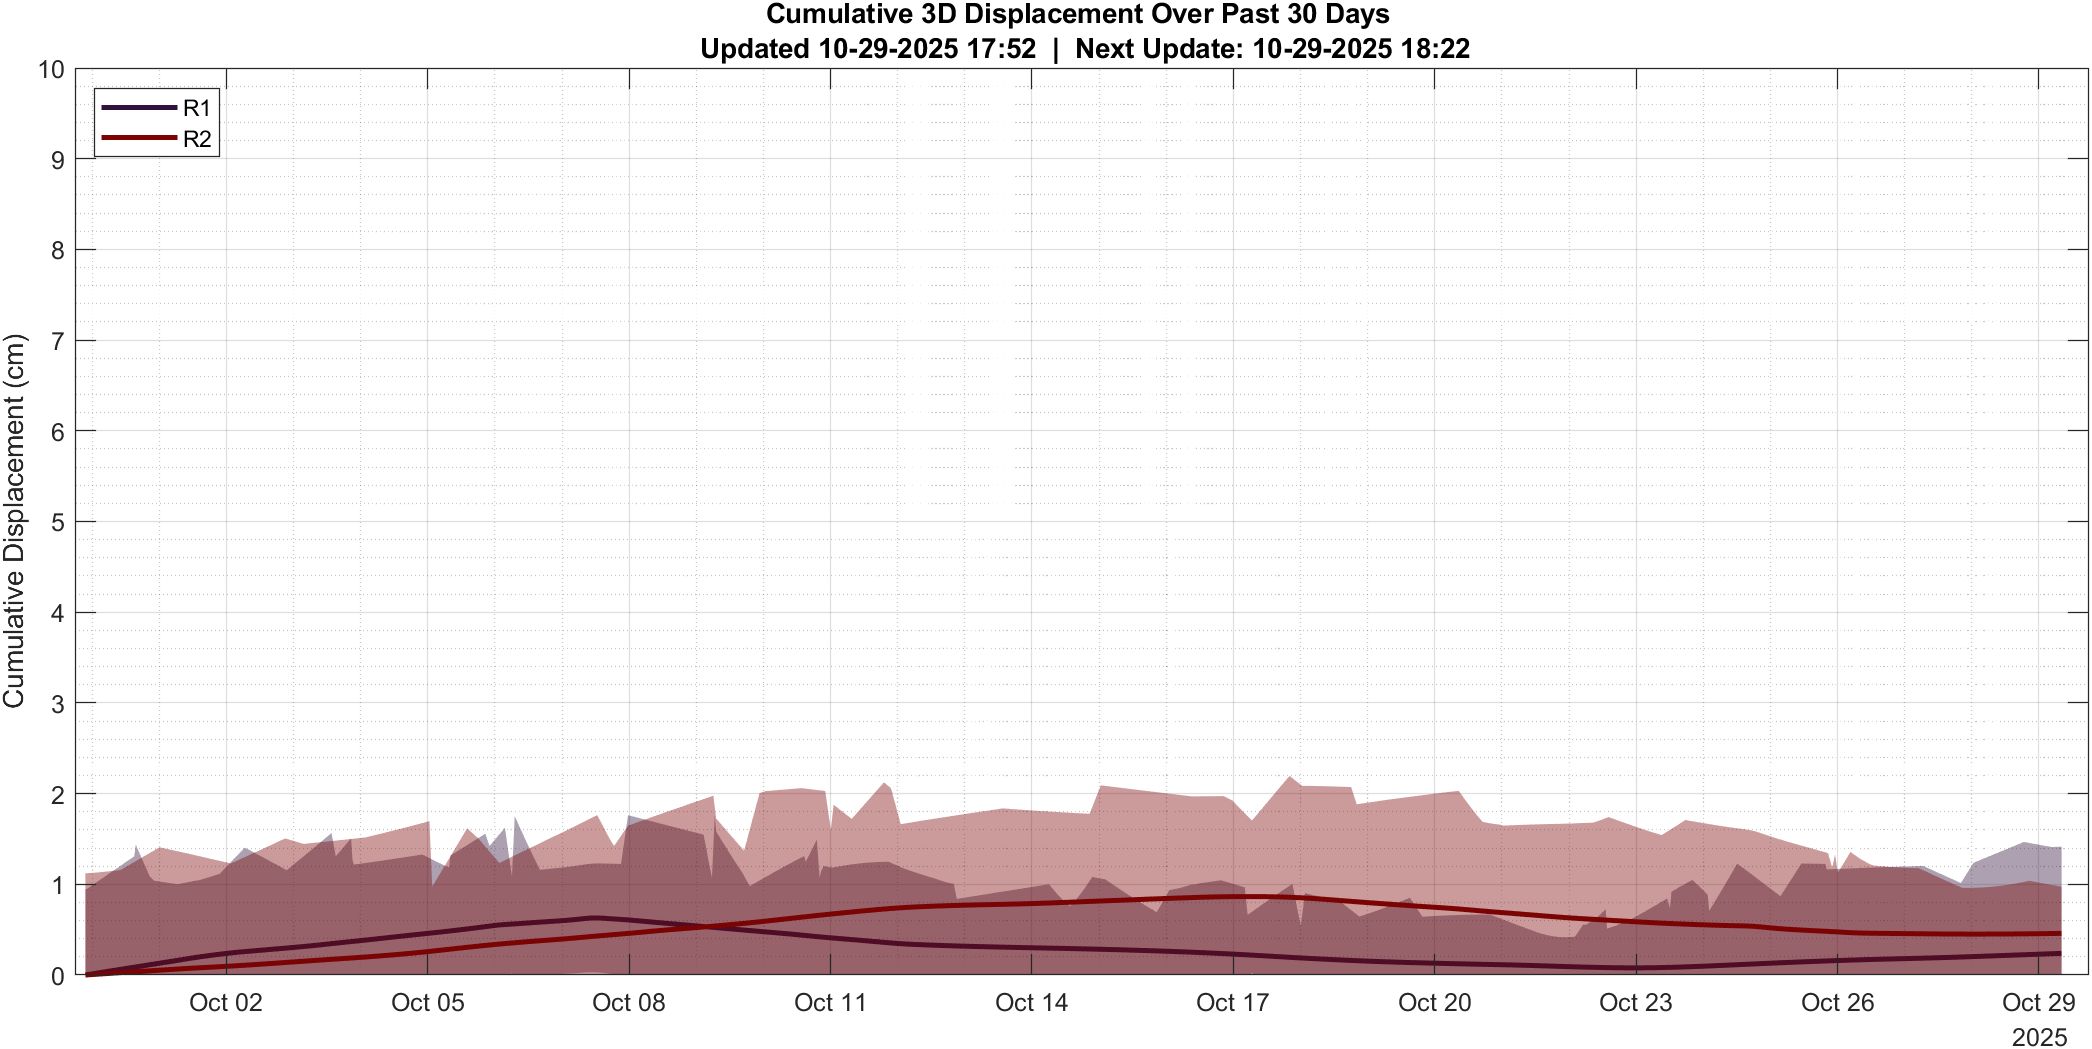 Cumulative 3D Displacement Over Past 30 Days
Updated 10-29-2025 17:52 | Next Update: 10-29-2025 18:22
R1
R2
Cumulative Displacement (cm)
10
9
8
7
6
5
4
3
2
1
0
Oct 02 Oct 05 Oct 08 Oct 11 Oct 14 Oct 17 Oct 20 Oct 23 Oct 26 Oct 29
2025